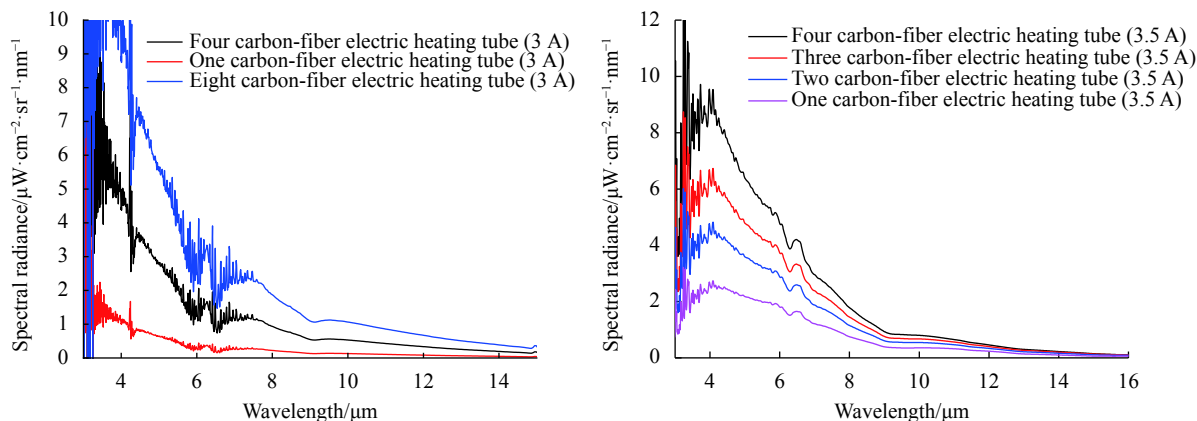 Spectral radiance/μW·cm⁻²·sr⁻¹·nm⁻¹
10
9
8
7
6
5
4
3
2
1
0
Four carbon-fiber electric heating tube (3 A)
One carbon-fiber electric heating tube (3 A)
Eight carbon-fiber electric heating tube (3 A)
4 6 8 10 12 14
Wavelength/μm
Spectral radiance/μW·cm⁻²·sr⁻¹·nm⁻¹
12
10
8
6
4
2
0
Four carbon-fiber electric heating tube (3.5 A)
Three carbon-fiber electric heating tube (3.5 A)
Two carbon-fiber electric heating tube (3.5 A)
One carbon-fiber electric heating tube (3.5 A)
4 6 8 10 12 14 16
Wavelength/μm